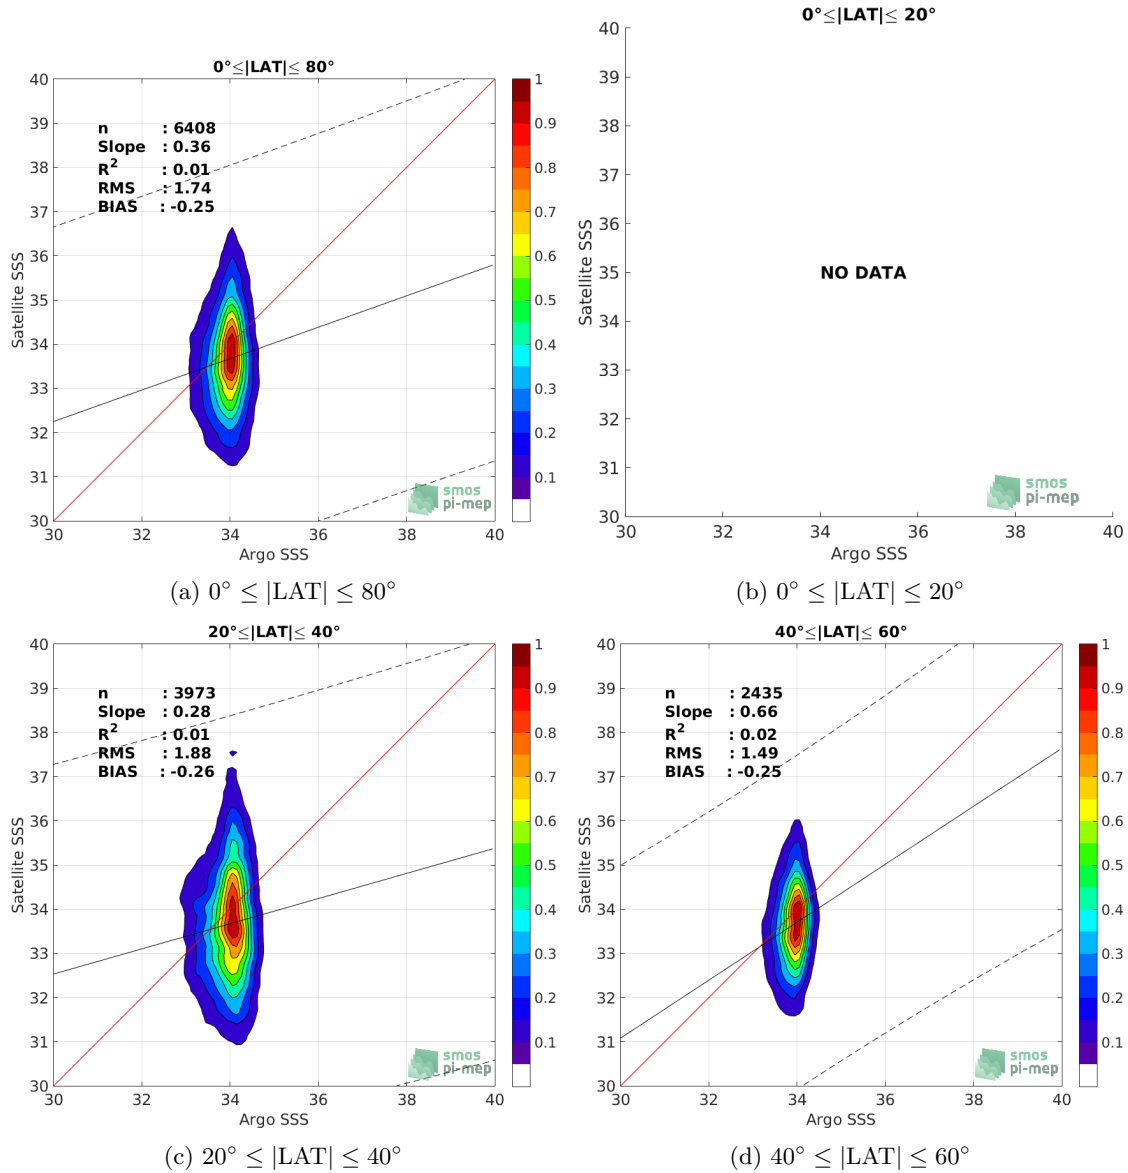 0°≤|LAT|≤ 80°
40
39
38
37
36
35
34
33
32
31
30
Satellite SSS
n : 6408
Slope : 0.36
R² : 0.01
RMS : 1.74
BIAS : -0.25
smos
pi-mep
30 32 34 36 38 40
Argo SSS
1
0.9
0.8
0.7
0.6
0.5
0.4
0.3
0.2
0.1
(a) 0° ≤ |LAT| ≤ 80°
0°≤|LAT|≤ 20°
40
39
38
37
36
35
34
33
32
31
30
Satellite SSS
NO DATA
smos
pi-mep
30 32 34 36 38 40
Argo SSS
(b) 0° ≤ |LAT| ≤ 20°
20°≤|LAT|≤ 40°
40
39
38
37
36
35
34
33
32
31
30
Satellite SSS
n : 3973
Slope : 0.28
R² : 0.01
RMS : 1.88
BIAS : -0.26
smos
pi-mep
30 32 34 36 38 40
Argo SSS
1
0.9
0.8
0.7
0.6
0.5
0.4
0.3
0.2
0.1
(c) 20° ≤ |LAT| ≤ 40°
40°≤|LAT|≤ 60°
40
39
38
37
36
35
34
33
32
31
30
Satellite SSS
n : 2435
Slope : 0.66
R² : 0.02
RMS : 1.49
BIAS : -0.25
smos
pi-mep
30 32 34 36 38 40
Argo SSS
1
0.9
0.8
0.7
0.6
0.5
0.4
0.3
0.2
0.1
(d) 40° ≤ |LAT| ≤ 60°